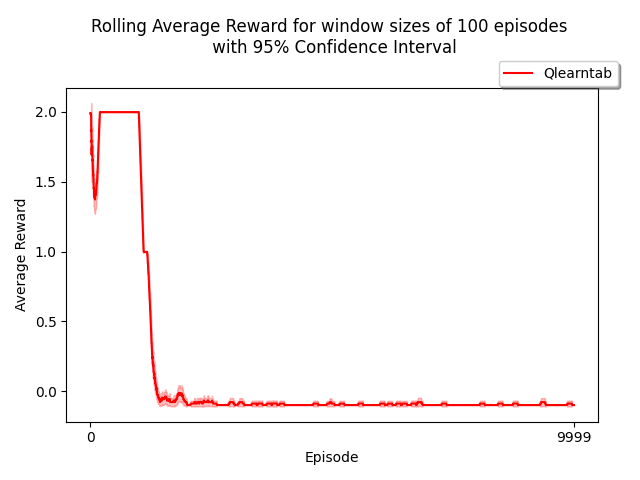 Rolling Average Reward for window sizes of 100 episodes
with 95% Confidence Interval
Qlearntab
2.0
1.5
1.0
0.5
0.0
Average Reward
0
9999
Episode